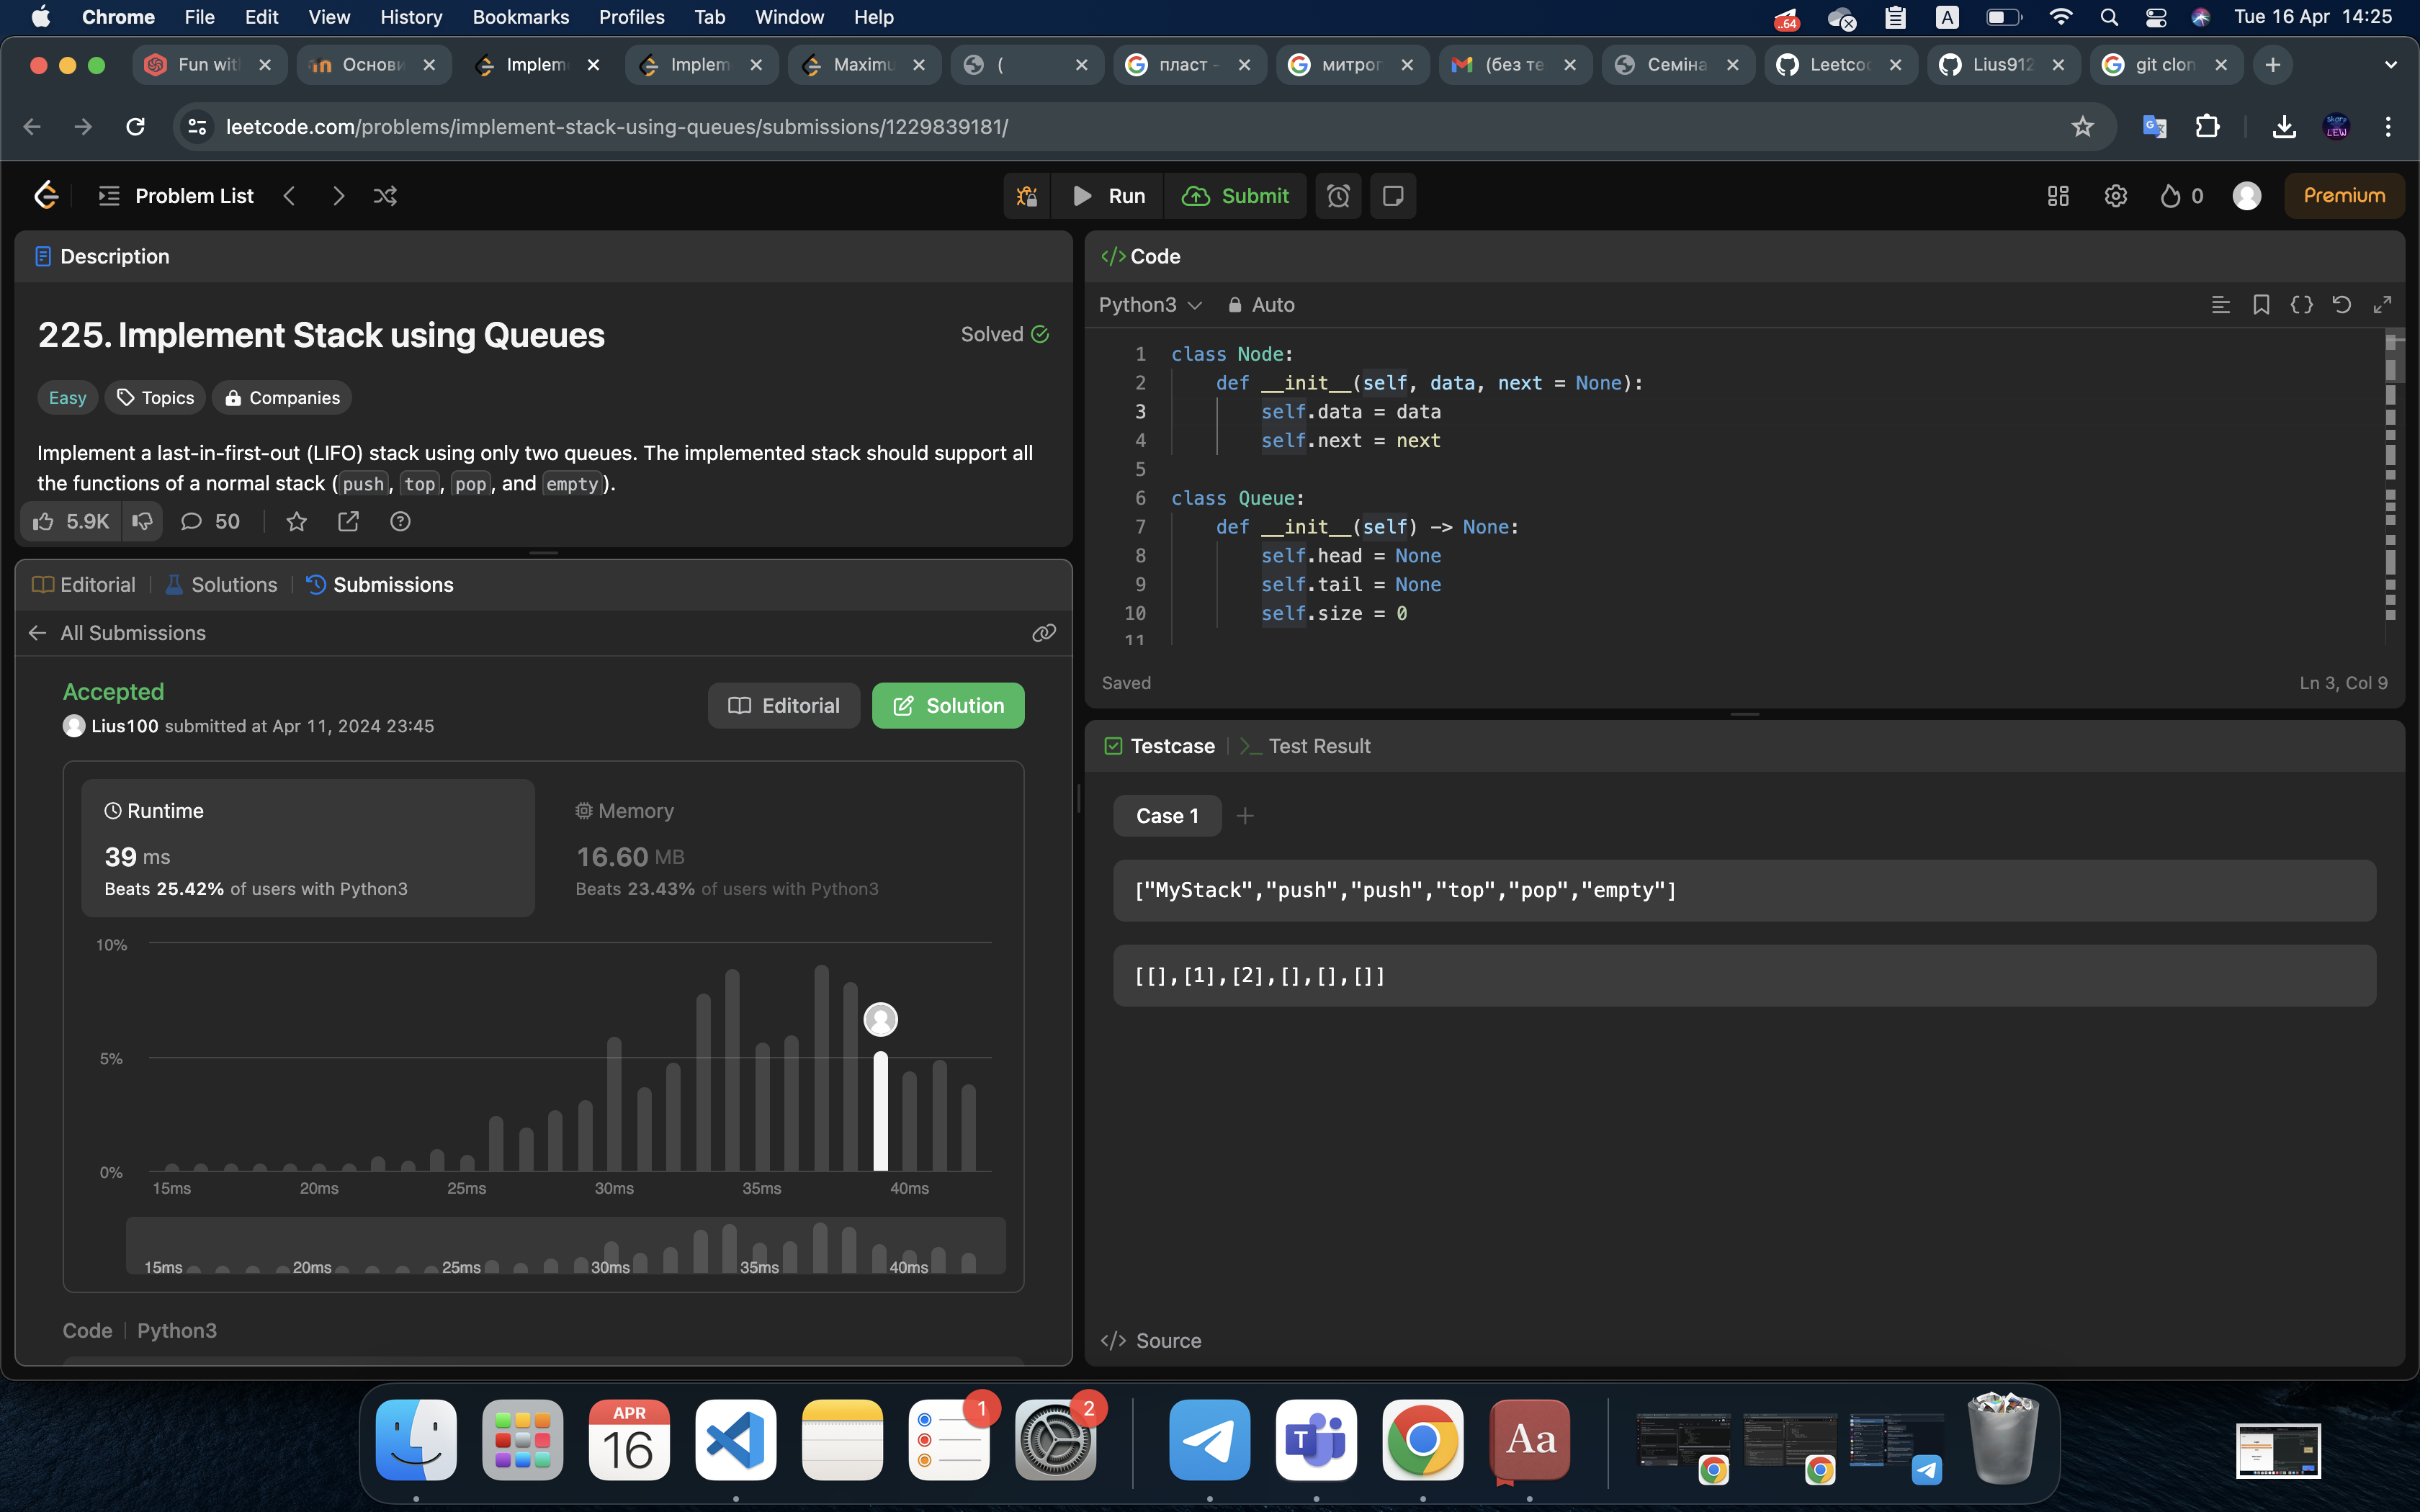 Chrome File Edit View History Bookmarks Profiles Tab Window Help .64 A Tue 16 Apr 14:25
Fun wit Основи Implem Implem Maximu ( пласт - митроп (без те Семіна Leetcod Lius912 git clon
leetcode.com/problems/implement-stack-using-queues/submissions/1229839181/
Problem List Run Submit 0 Premium
Description
225. Implement Stack using Queues Solved
Easy Topics Companies
Implement a last-in-first-out (LIFO) stack using only two queues. The implemented stack should support all
the functions of a normal stack (push, top, pop, and empty).
5.9K 50
Editorial Solutions Submissions
All Submissions
Accepted
Lius100 submitted at Apr 11, 2024 23:45
Editorial Solution
Runtime
39 ms
Beats 25.42% of users with Python3
Memory
16.60 MB
Beats 23.43% of users with Python3
10%
5%
0%
15ms 20ms 25ms 30ms 35ms 40ms
15ms 20ms 25ms 30ms 35ms 40ms
Code | Python3
</> Code
Python3 Auto
1 class Node:
2 def __init__(self, data, next = None):
3 self.data = data
4 self.next = next
5
6 class Queue:
7 def __init__(self) -> None:
8 self.head = None
9 self.tail = None
10 self.size = 0
11
Saved Ln 3, Col 9
Testcase >_ Test Result
Case 1 +
["MyStack","push","push","top","pop","empty"]
[[],[1],[2],[],[],[]]
</> Source
APR
16
1
2
T
Aa